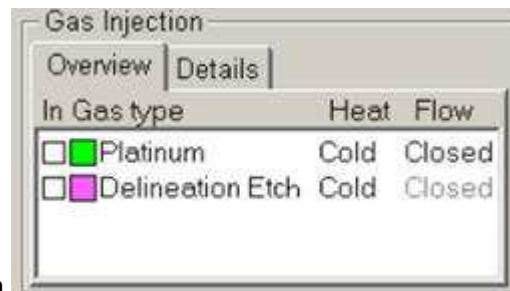 Gas Injection
Overview Details
In Gas type Heat Flow
Platinum Cold Closed
Delineation Etch Cold Closed